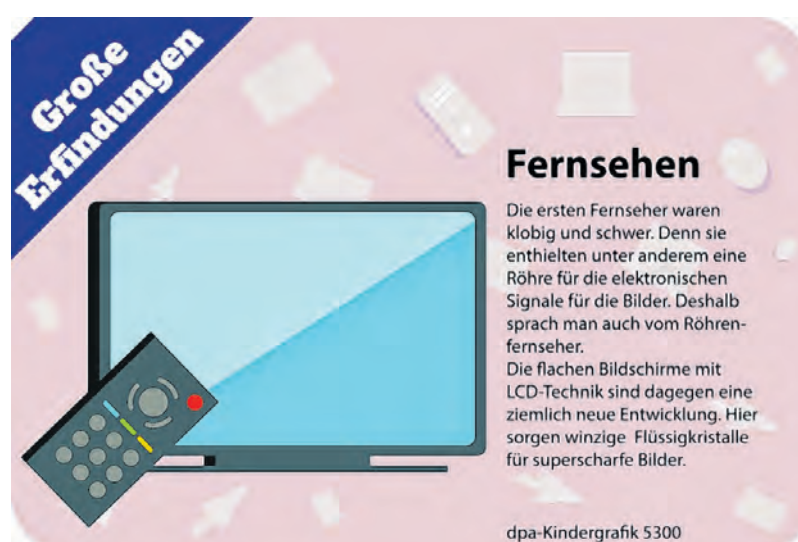 Große
Erfindungen
Fernsehen
Die ersten Fernseher waren
klobig und schwer. Denn sie
enthielten unter anderem eine
Röhre für die elektronischen
Signale für die Bilder. Deshalb
sprach man auch vom Röhren-
fernseher.
Die flachen Bildschirme mit
LCD-Technik sind dagegen eine
ziemlich neue Entwicklung. Hier
sorgen winzige Flüssigkristalle
für superscharfe Bilder.
dpa-Kindergrafik 5300